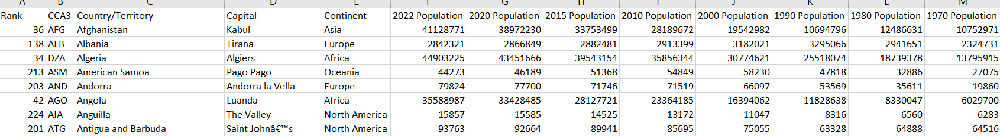 A B C D E F G H I J K L M
Rank CCA3 Country/Territory Capital Continent 2022 Population 2020 Population 2015 Population 2010 Population 2000 Population 1990 Population 1980 Population 1970 Population
36 AFG Afghanistan Kabul Asia 41128771 38972230 33753499 28189672 19542982 10694796 12486631 10752971
138 ALB Albania Tirana Europe 2842321 2866849 2882481 2913399 3182021 3295066 2941651 2324731
34 DZA Algeria Algiers Africa 44903225 43451666 39543154 35856344 30774621 25518074 18739378 13795915
213 ASM American Samoa Pago Pago Oceania 44273 46189 51368 54849 58230 47818 32886 27075
203 AND Andorra Andorra la Vella Europe 79824 77700 71746 71519 66097 53569 35611 19860
42 AGO Angola Luanda Africa 35588987 33428485 28127721 23364185 16394062 11828638 8330047 6029700
224 AIA Anguilla The Valley North America 15857 15585 14525 13172 11047 8316 6560 6283
201 ATG Antigua and Barbuda Saint Johnâ€™s North America 93763 92664 89941 85695 75055 63328 64888 64516